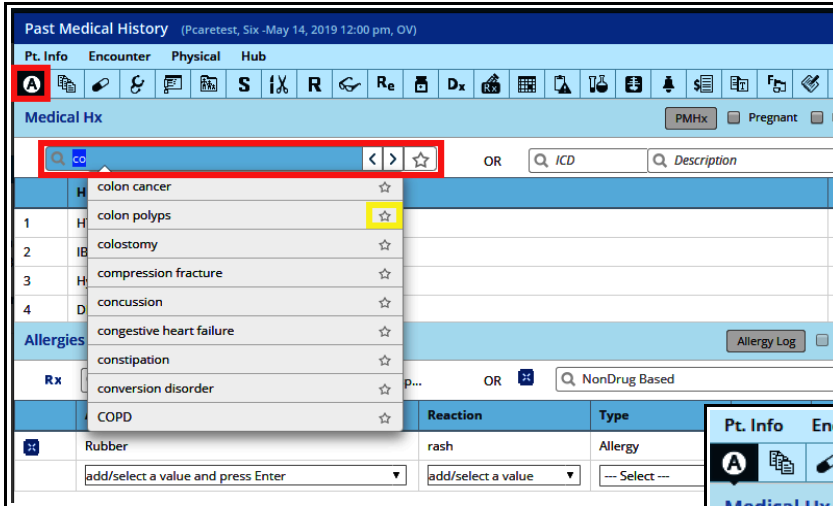 Past Medical History (Pcaretest, Six -May 14, 2019 12:00 pm, OV)
Pt. Info Encounter Physical Hub
A S R Re Dx Rx
Medical Hx PMHx Pregnant
co OR ICD Description
H
colon cancer
1 colon polyps
2 IB colostomy
compression fracture
3 H concussion
4 D congestive heart failure
Allergies Allergy Log
constipation
Rx conversion disorder p... OR NonDrug Based
COPD Reaction Type
Rubber rash Allergy
add/select a value and press Enter add/select a value --- Select ---
Pt. Info En
A
Medical Hx